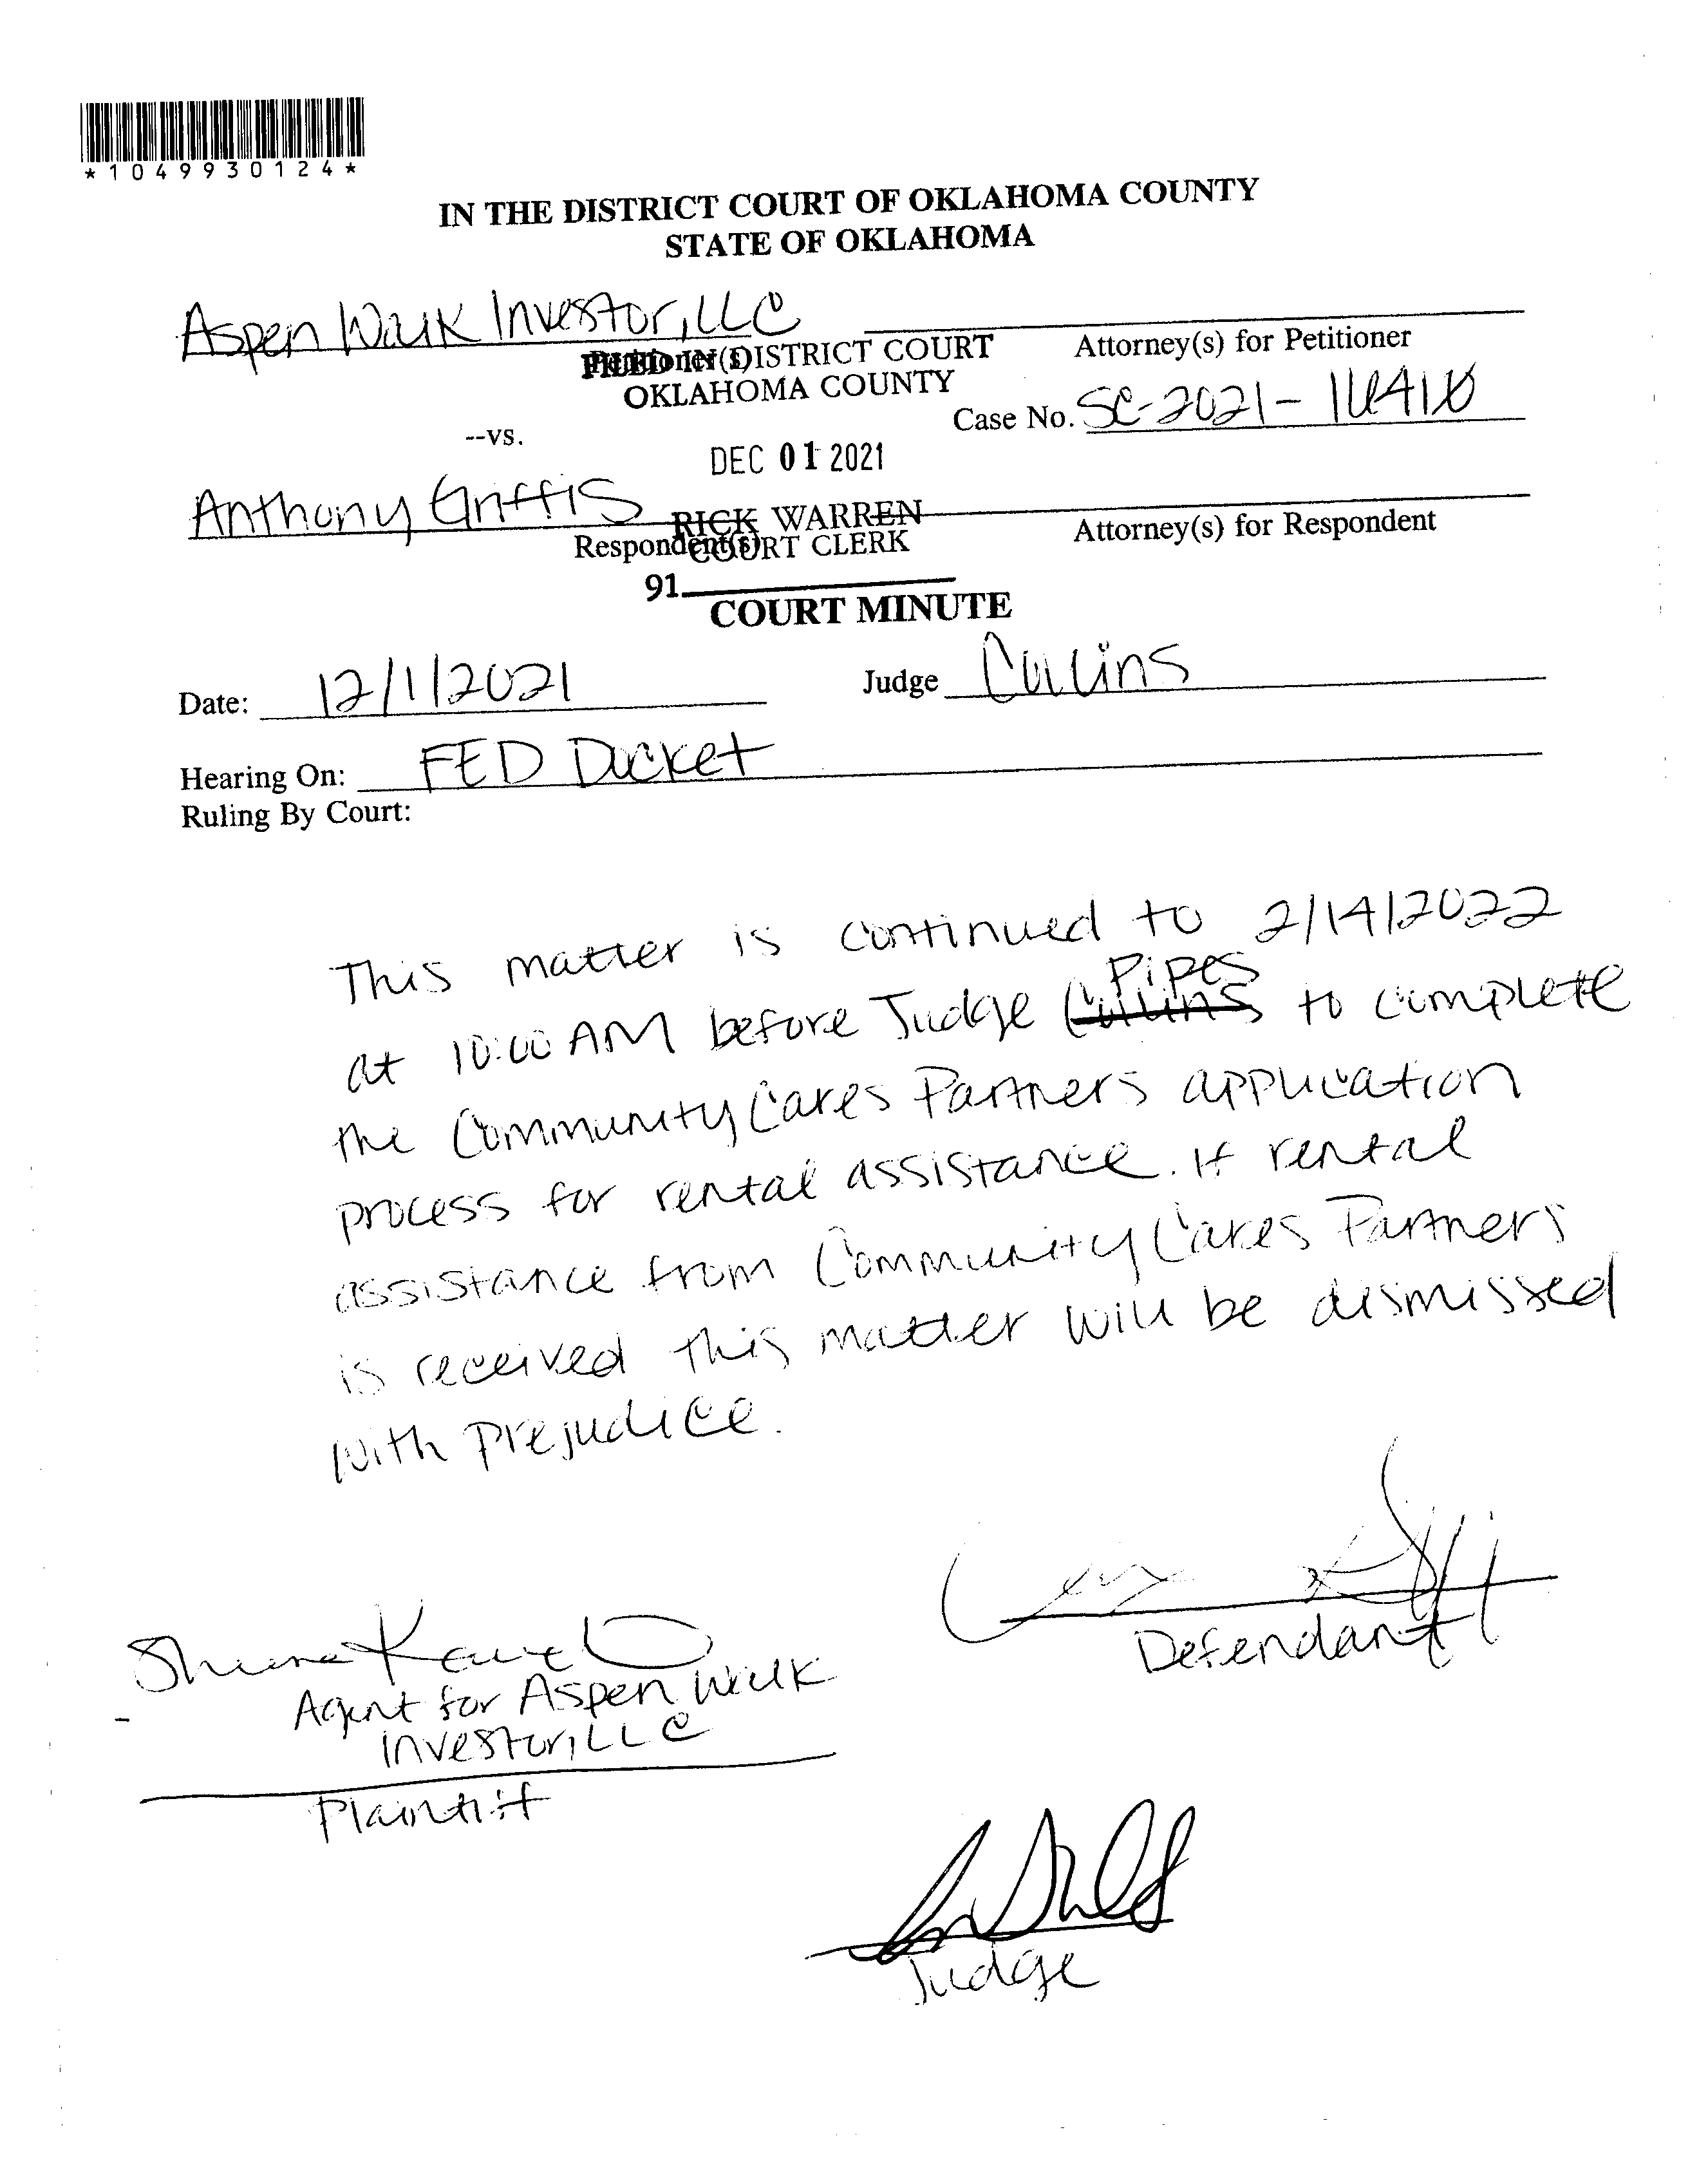 *1049930124*
IN THE DISTRICT COURT OF OKLAHOMA COUNTY
STATE OF OKLAHOMA
Aspen Walk Investor, LLC
Petitioner(s)
Attorney(s) for Petitioner
FILED IN DISTRICT COURT
OKLAHOMA COUNTY
Case No. SC-2021-
--vs.
DEC 01 2021
Anthony Griffis
RICK WARREN
COURT CLERK
Respondent(s)
Attorney(s) for Respondent
91
COURT MINUTE
Date: 12/1/2021 Judge Collins
Hearing On: FED Docket
Ruling By Court:
This matter is continued to 2/14/2022
at 10:00 AM before Judge Collins Pipes to complete
the Community Cares Partners application
process for rental assistance. If rental
assistance from Community Cares Partners
is received this matter will be dismissed
with prejudice.
Defendant
Agent for Aspen Walk
Investor, LLC
Plaintiff
Judge